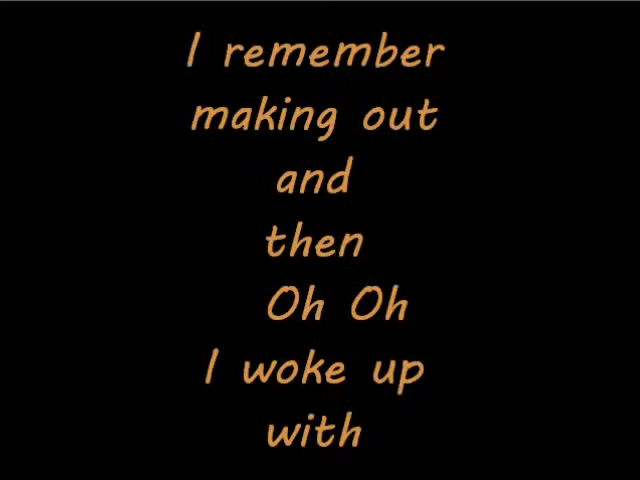 I remember
making out
and
then
Oh Oh
I woke up
with